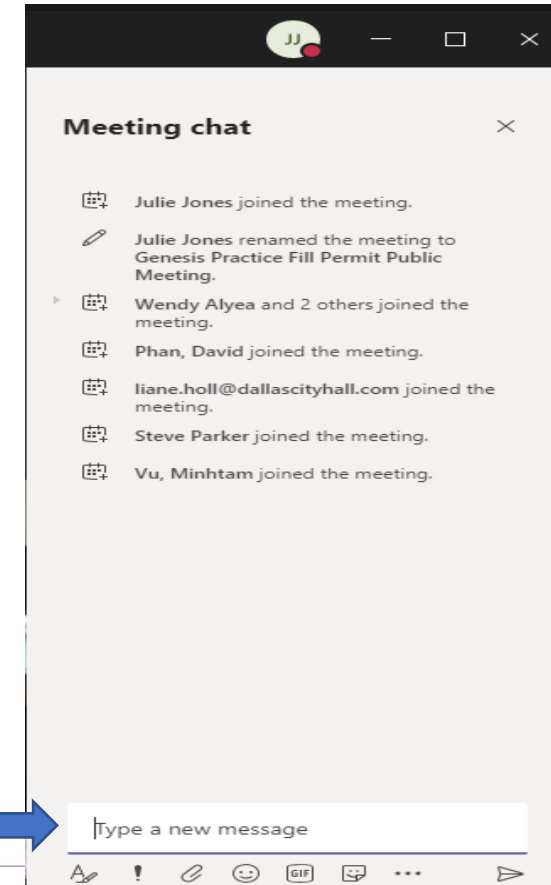 JJ
Meeting chat
Julie Jones joined the meeting.
Julie Jones renamed the meeting to
Genesis Practice Fill Permit Public
Meeting.
Wendy Alyea and 2 others joined the
meeting.
Phan, David joined the meeting.
liane.holl@dallascityhall.com joined the
meeting.
Steve Parker joined the meeting.
Vu, Minhtam joined the meeting.
Type a new message
GIF